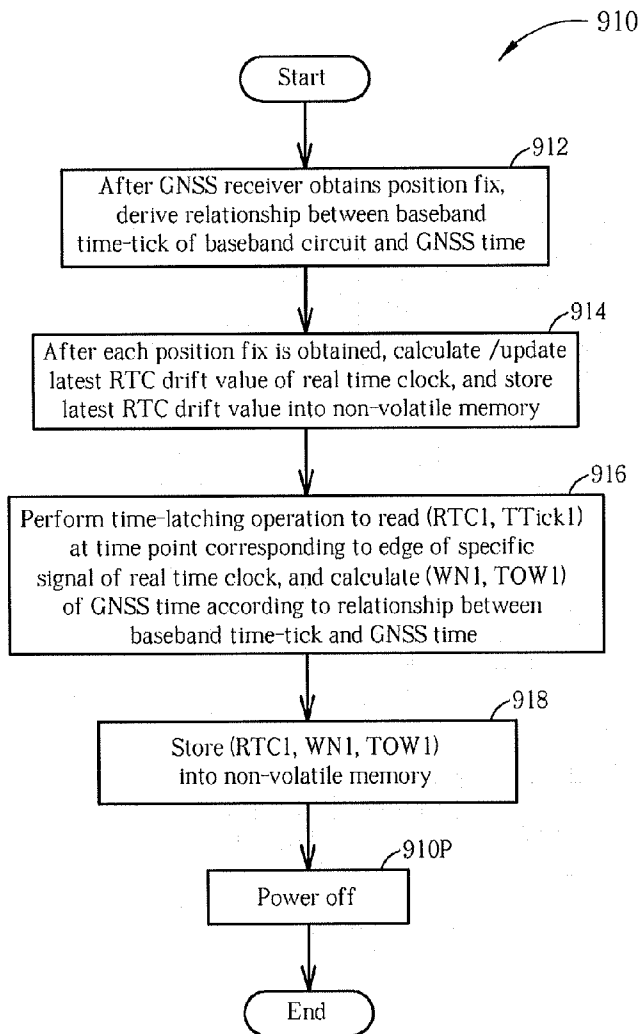 910
Start
912
After GNSS receiver obtains position fix,
derive relationship between baseband
time-tick of baseband circuit and GNSS time
914
After each position fix is obtained, calculate /update
latest RTC drift value of real time clock, and store
latest RTC drift value into non-volatile memory
916
Perform time-latching operation to read (RTC1, TTick1)
at time point corresponding to edge of specific
signal of real time clock, and calculate (WN1, TOW1)
of GNSS time according to relationship between
baseband time-tick and GNSS time
918
Store (RTC1, WN1, TOW1)
into non-volatile memory
910P
Power off
End